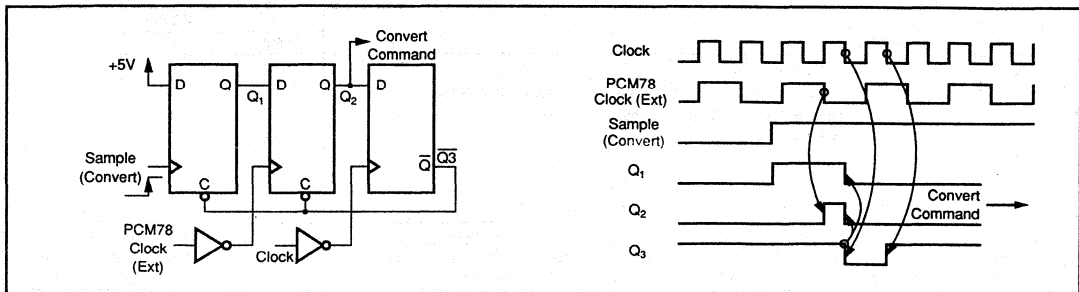 Convert
Command
+5V
D
Q
Q1
D
Q
Q2
D
Q̅
Q̅3̅
C
C
Sample
(Convert)
PCM78
Clock
(Ext)
Clock
Clock
PCM78
Clock (Ext)
Sample
(Convert)
Q1
Q2
Q3
Convert
Command